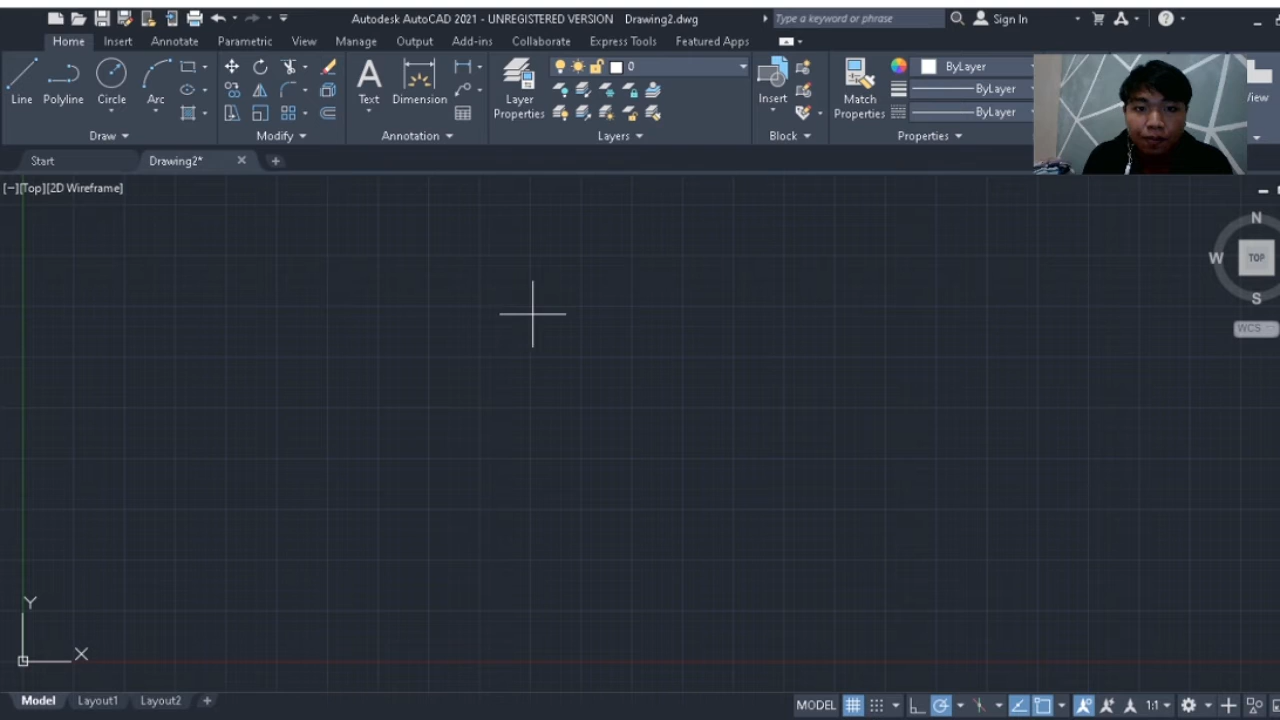 Autodesk AutoCAD 2021 - UNREGISTERED VERSION Drawing2.dwg Type a keyword or phrase Sign In
Home Insert Annotate Parametric View Manage Output Add-ins Collaborate Express Tools Featured Apps
0 ByLayer
Line Polyline Circle Arc Text Dimension Layer Properties Insert Match Properties ByLayer
ByLayer
Draw Modify Annotation Layers Block Properties
Start Drawing2*
[−][Top][2D Wireframe]
N
W TOP
S
WCS
Y
X
Model Layout1 Layout2 MODEL 1:1